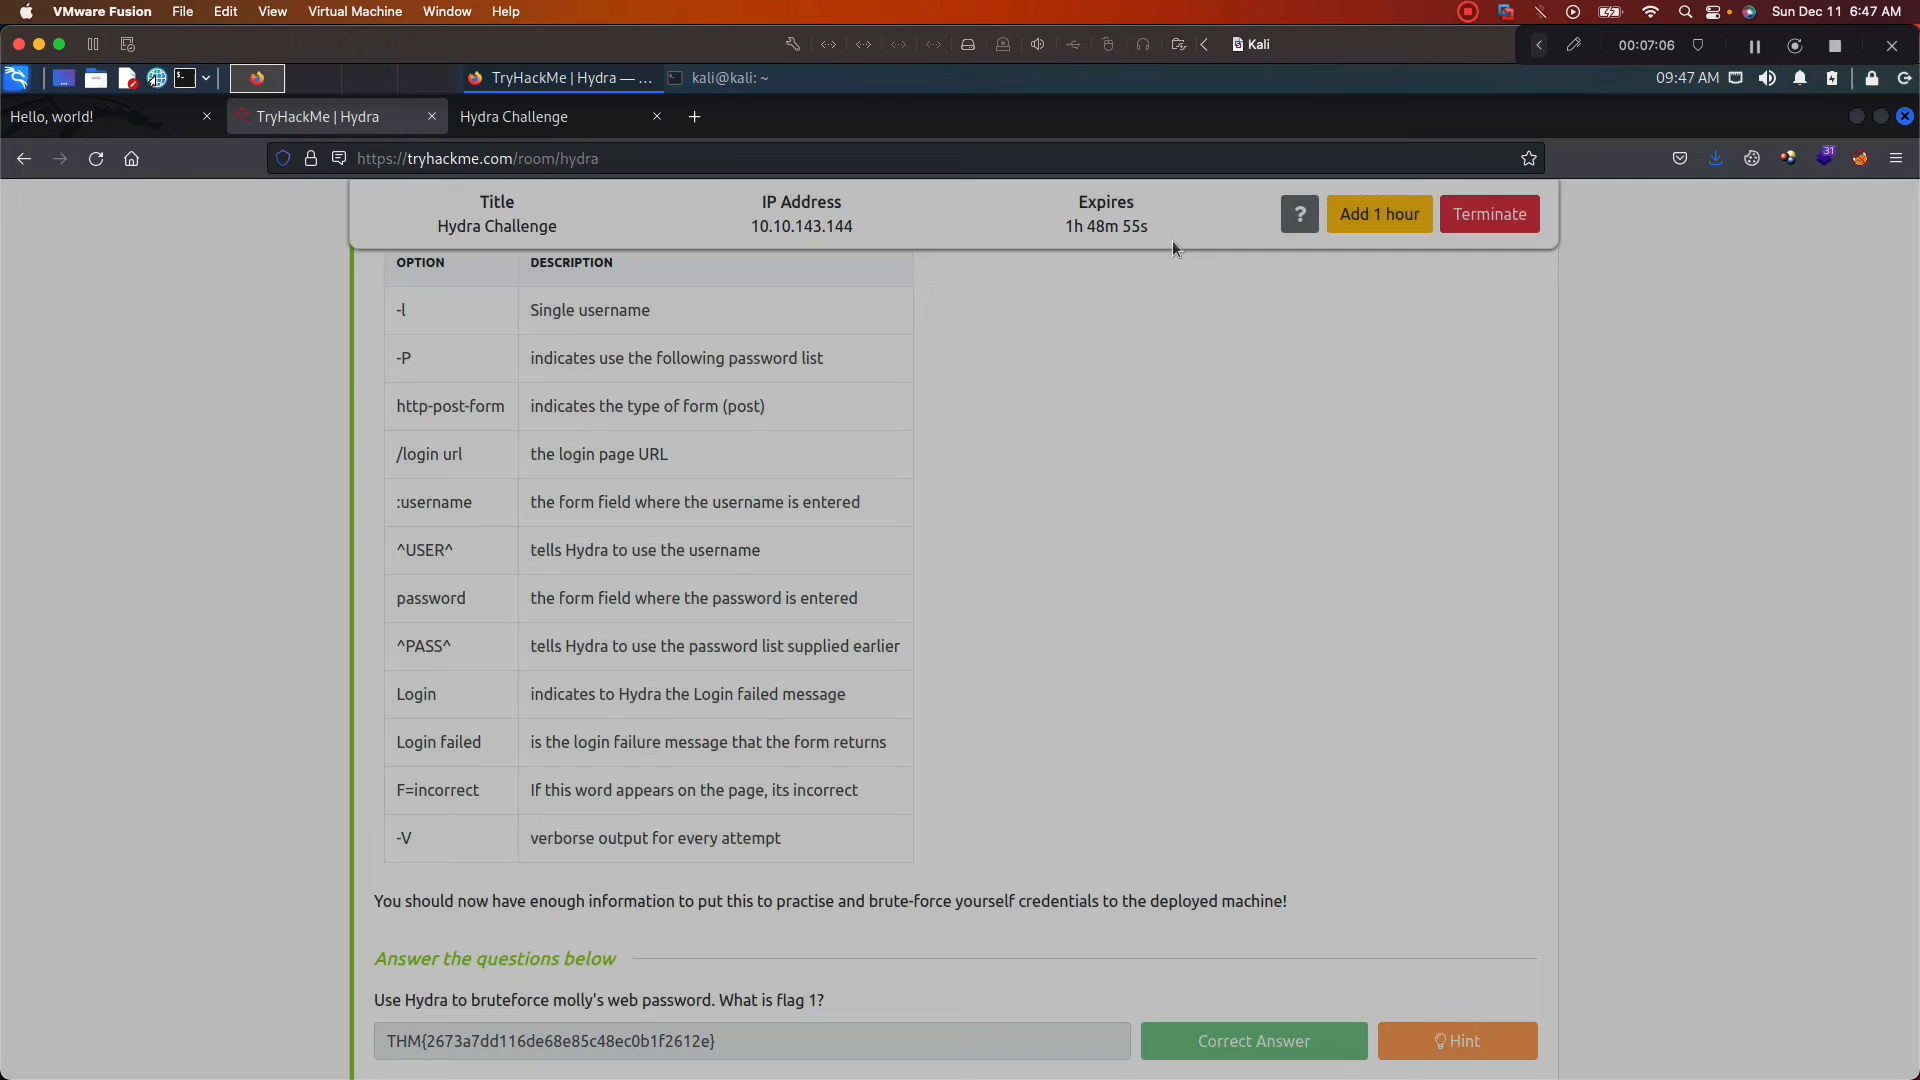 VMware Fusion File Edit View Virtual Machine Window Help Sun Dec 11 6:47 AM
Kali 00:07:06
TryHackMe | Hydra — ... kali@kali: ~ 09:47 AM
Hello, world! TryHackMe | Hydra Hydra Challenge
https://tryhackme.com/room/hydra 31
Title IP Address Expires
Hydra Challenge 10.10.143.144 1h 48m 55s ? Add 1 hour Terminate
OPTION DESCRIPTION
-l Single username
-P indicates use the following password list
http-post-form indicates the type of form (post)
/login url the login page URL
:username the form field where the username is entered
^USER^ tells Hydra to use the username
password the form field where the password is entered
^PASS^ tells Hydra to use the password list supplied earlier
Login indicates to Hydra the Login failed message
Login failed is the login failure message that the form returns
F=incorrect If this word appears on the page, its incorrect
-V verborse output for every attempt
You should now have enough information to put this to practise and brute-force yourself credentials to the deployed machine!
Answer the questions below
Use Hydra to bruteforce molly's web password. What is flag 1?
THM{2673a7dd116de68e85c48ec0b1f2612e} Correct Answer Hint